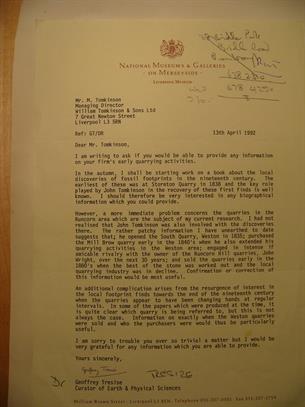 NATIONAL MUSEUMS & GALLERIES
ON MERSEYSIDE
LIVERPOOL MUSEUM
Mr. M. Tomkinson
Managing Director
William Tomkinson & Sons Ltd
7 Great Newton Street
Liverpool L3 5RN
Ref: GT/DR 13th April 1992
Dear Mr. Tomkinson,
I am writing to ask if you would be able to provide any information
on your firm's early quarrying activities.
In the autumn, I shall be starting work on a book about the local
discoveries of fossil footprints in the nineteenth century. The
earliest of these was at Storeton Quarry in 1838 and the key role
played by John Tomkinson in the recovery of these first finds is well
known. I should therefore be very interested in any biographical
information which you could provide.
However, a more immediate problem concerns the quarries in the
Runcorn area which are the subject of my current research. I had not
realised that John Tomkinson was also involved with the discoveries
there. The rather patchy information I have unearthed to date
suggests that; he opened the South Quarry, Weston in 1835; purchased
the Mill Brow quarry early in the 1840's when he also extended his
quarrying activities in the Weston area; engaged in intense if
amicable rivalry with the owner of the Runcorn Hill quarries, John
Wright, over the next 30 years; and sold the quarries early in the
1860's when the best of the stone was worked out and the local
quarrying industry was in decline. Confirmation or correction of
this information would be most useful.
An additional complication arises from the resurgence of interest in
the local footprint finds towards the end of the nineteenth century
when the quarries appear to have been changing hands at regular
intervals. In some of the papers which were produced at the time, it
is quite clear which quarry is being referred to, but this is not
always the case. Information on exactly when the Weston quarries
were sold and who the purchasers were would thus be particularly
useful.
I am sorry to trouble you over so trivial a matter but I would be
very grateful for any information which you are able to provide.
Yours sincerely,
Geoffrey Tresise
TRESISE
Dr Geoffrey Tresise
Curator of Earth & Physical Sciences
William Brown Street · Liverpool L3 8EN